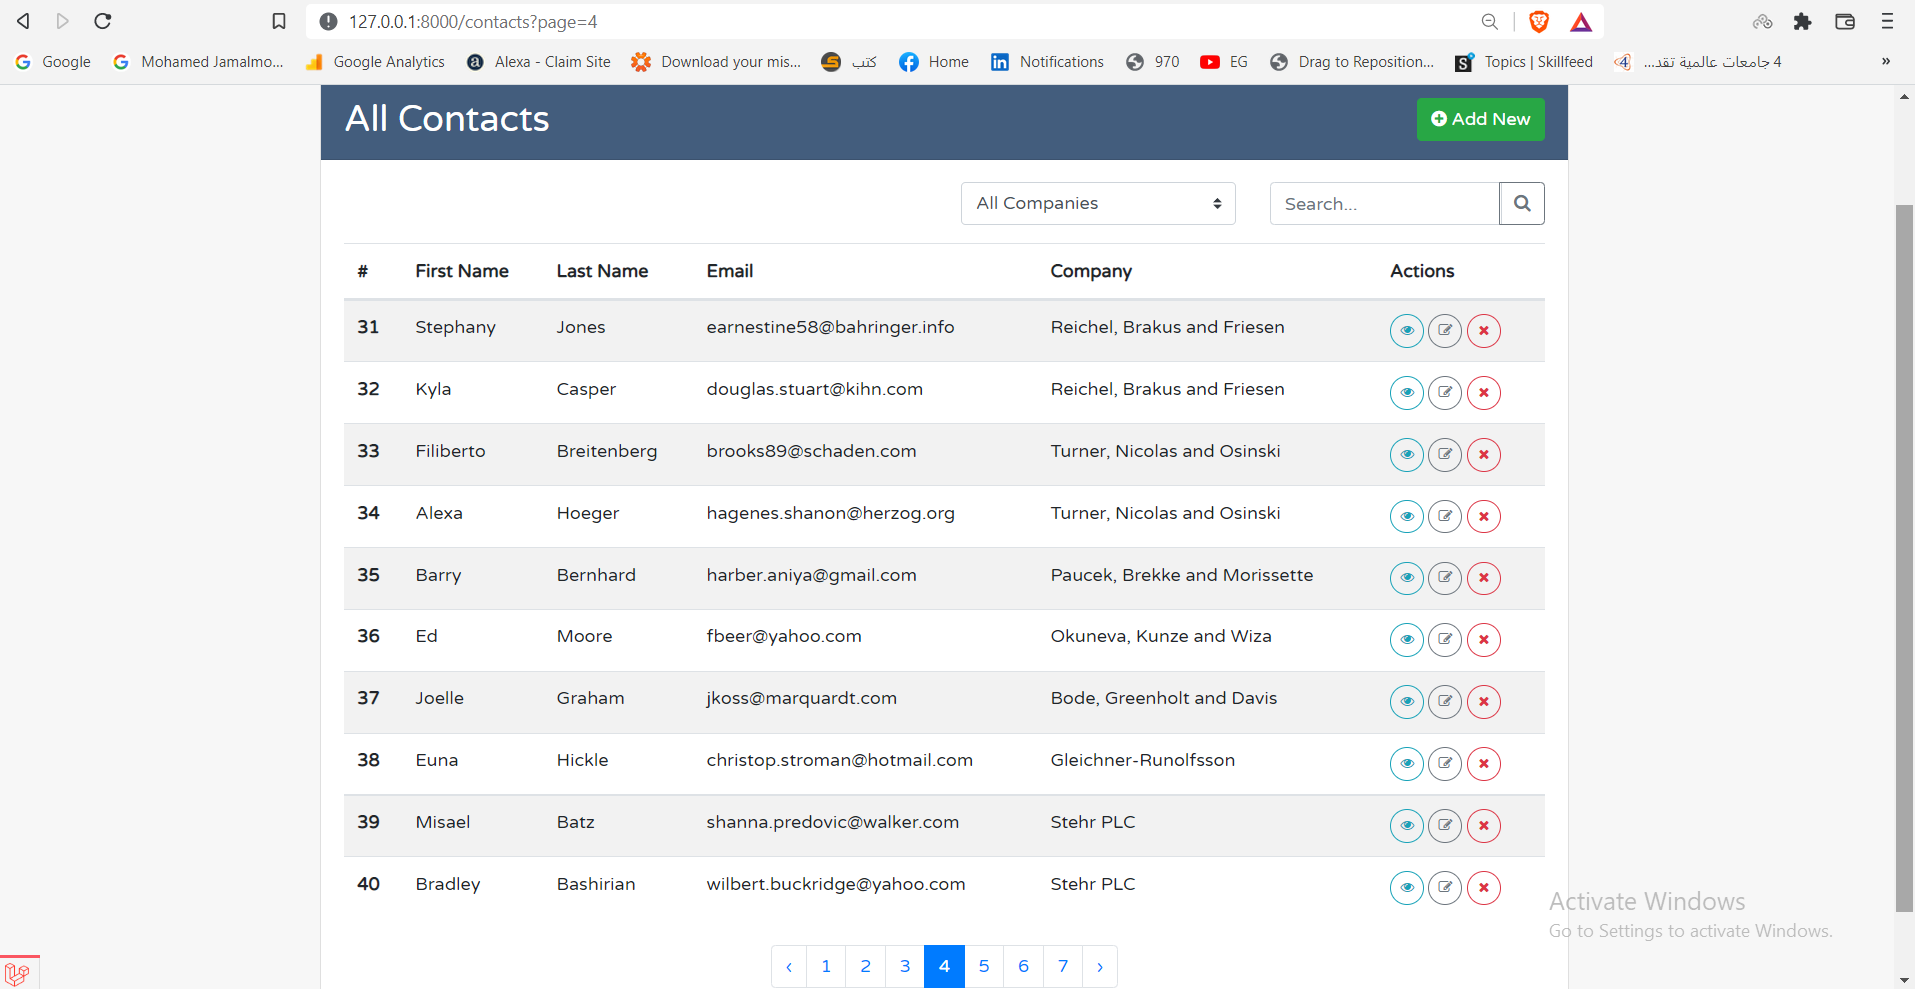 127.0.0.1:8000/contacts?page=4
Google Mohamed Jamalmo... Google Analytics Alexa - Claim Site Download your mis... كتب Home Notifications 970 EG Drag to Reposition... Topics | Skillfeed 4 جامعات عالمية تقد... »
All Contacts Add New
All Companies Search...
# First Name Last Name Email Company Actions
31 Stephany Jones earnestine58@bahringer.info Reichel, Brakus and Friesen
32 Kyla Casper douglas.stuart@kihn.com Reichel, Brakus and Friesen
33 Filiberto Breitenberg brooks89@schaden.com Turner, Nicolas and Osinski
34 Alexa Hoeger hagenes.shanon@herzog.org Turner, Nicolas and Osinski
35 Barry Bernhard harber.aniya@gmail.com Paucek, Brekke and Morissette
36 Ed Moore fbeer@yahoo.com Okuneva, Kunze and Wiza
37 Joelle Graham jkoss@marquardt.com Bode, Greenholt and Davis
38 Euna Hickle christop.stroman@hotmail.com Gleichner-Runolfsson
39 Misael Batz shanna.predovic@walker.com Stehr PLC
40 Bradley Bashirian wilbert.buckridge@yahoo.com Stehr PLC
Activate Windows
Go to Settings to activate Windows.
‹ 1 2 3 4 5 6 7 ›